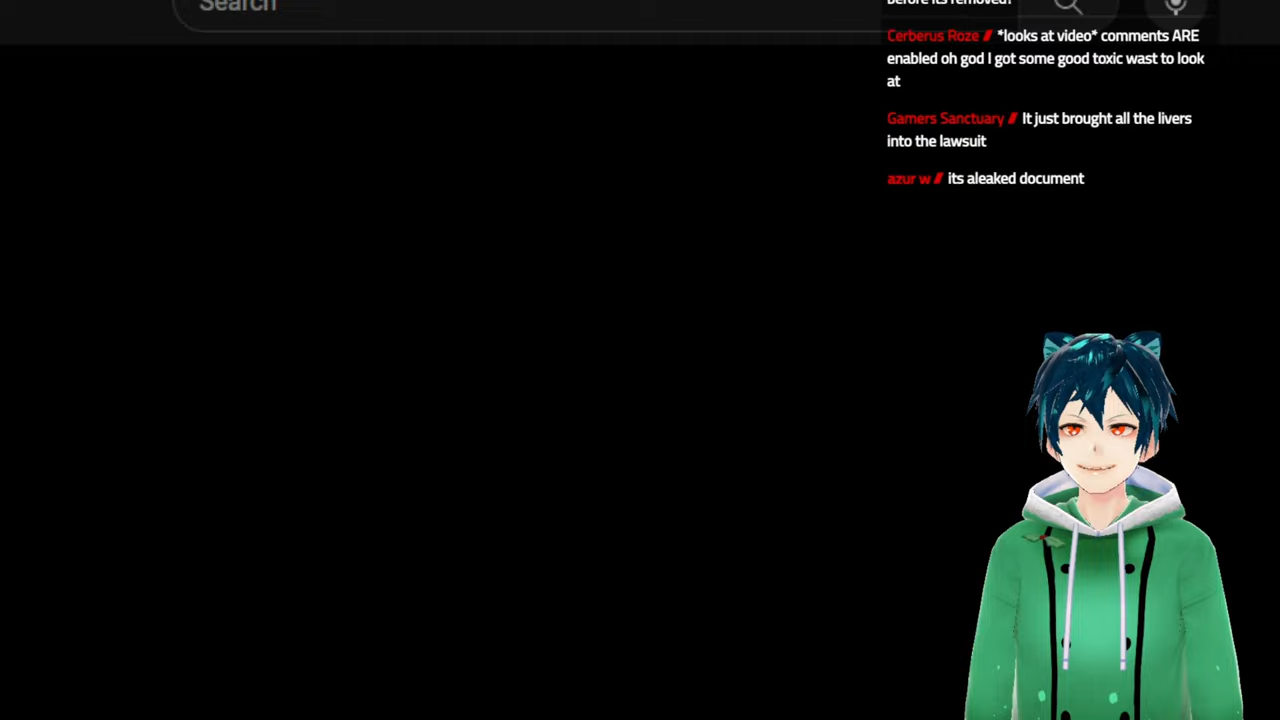 Search
before its removed?
Cerberus Roze // *looks at video* comments ARE
enabled oh god I got some good toxic wast to look
at
Gamers Sanctuary // It just brought all the livers
into the lawsuit
azur w // its aleaked document